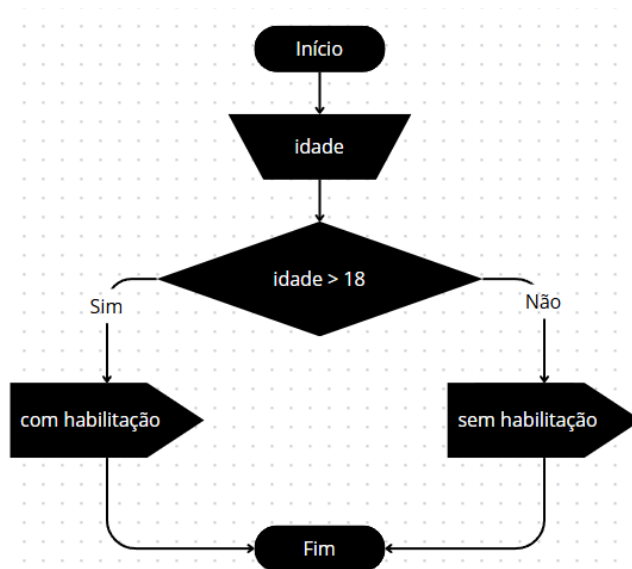 Início
idade
idade > 18
Sim
Não
com habilitação
sem habilitação
Fim